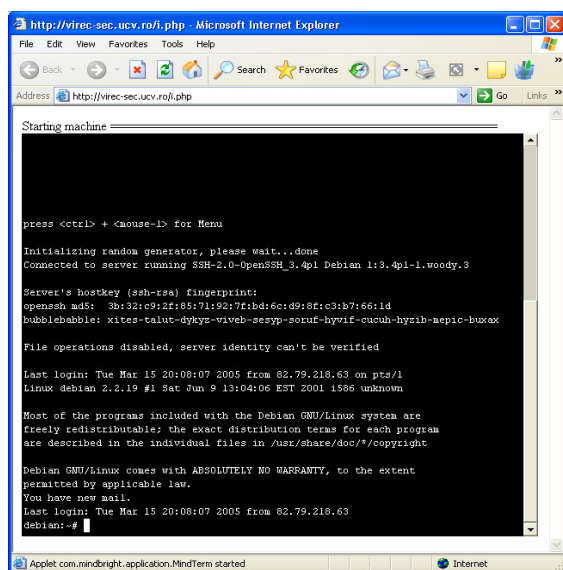 http://virec-sec.ucv.ro/i.php - Microsoft Internet Explorer
File Edit View Favorites Tools Help
Back Search Favorites
Address http://virec-sec.ucv.ro/i.php Go Links
Starting machine
press <ctrl> + <mouse-1> for Menu
Initializing random generator, please wait...done
Connected to server running SSH-2.0-OpenSSH_3.4p1 Debian 1:3.4p1-1.woody.3
Server's hostkey (ssh-rsa) fingerprint:
openssh md5: 3b:32:c9:2f:85:71:92:7f:bd:6c:d9:8f:c3:b7:66:1d
bubblebabble: xites-talut-dykyz-viveb-sesyp-soruf-hyvif-cucuh-hyzib-mepic-buxax
File operations disabled, server identity can't be verified
Last login: Tue Mar 15 20:08:07 2005 from 82.79.218.63 on pts/1
Linux debian 2.2.19 #1 Sat Jun 9 13:04:06 EST 2001 i586 unknown
Most of the programs included with the Debian GNU/Linux system are
freely redistributable; the exact distribution terms for each program
are described in the individual files in /usr/share/doc/*/copyright
Debian GNU/Linux comes with ABSOLUTELY NO WARRANTY, to the extent
permitted by applicable law.
You have new mail.
Last login: Tue Mar 15 20:08:07 2005 from 82.79.218.63
debian:~#
Applet com.mindbright.application.MindTerm started Internet